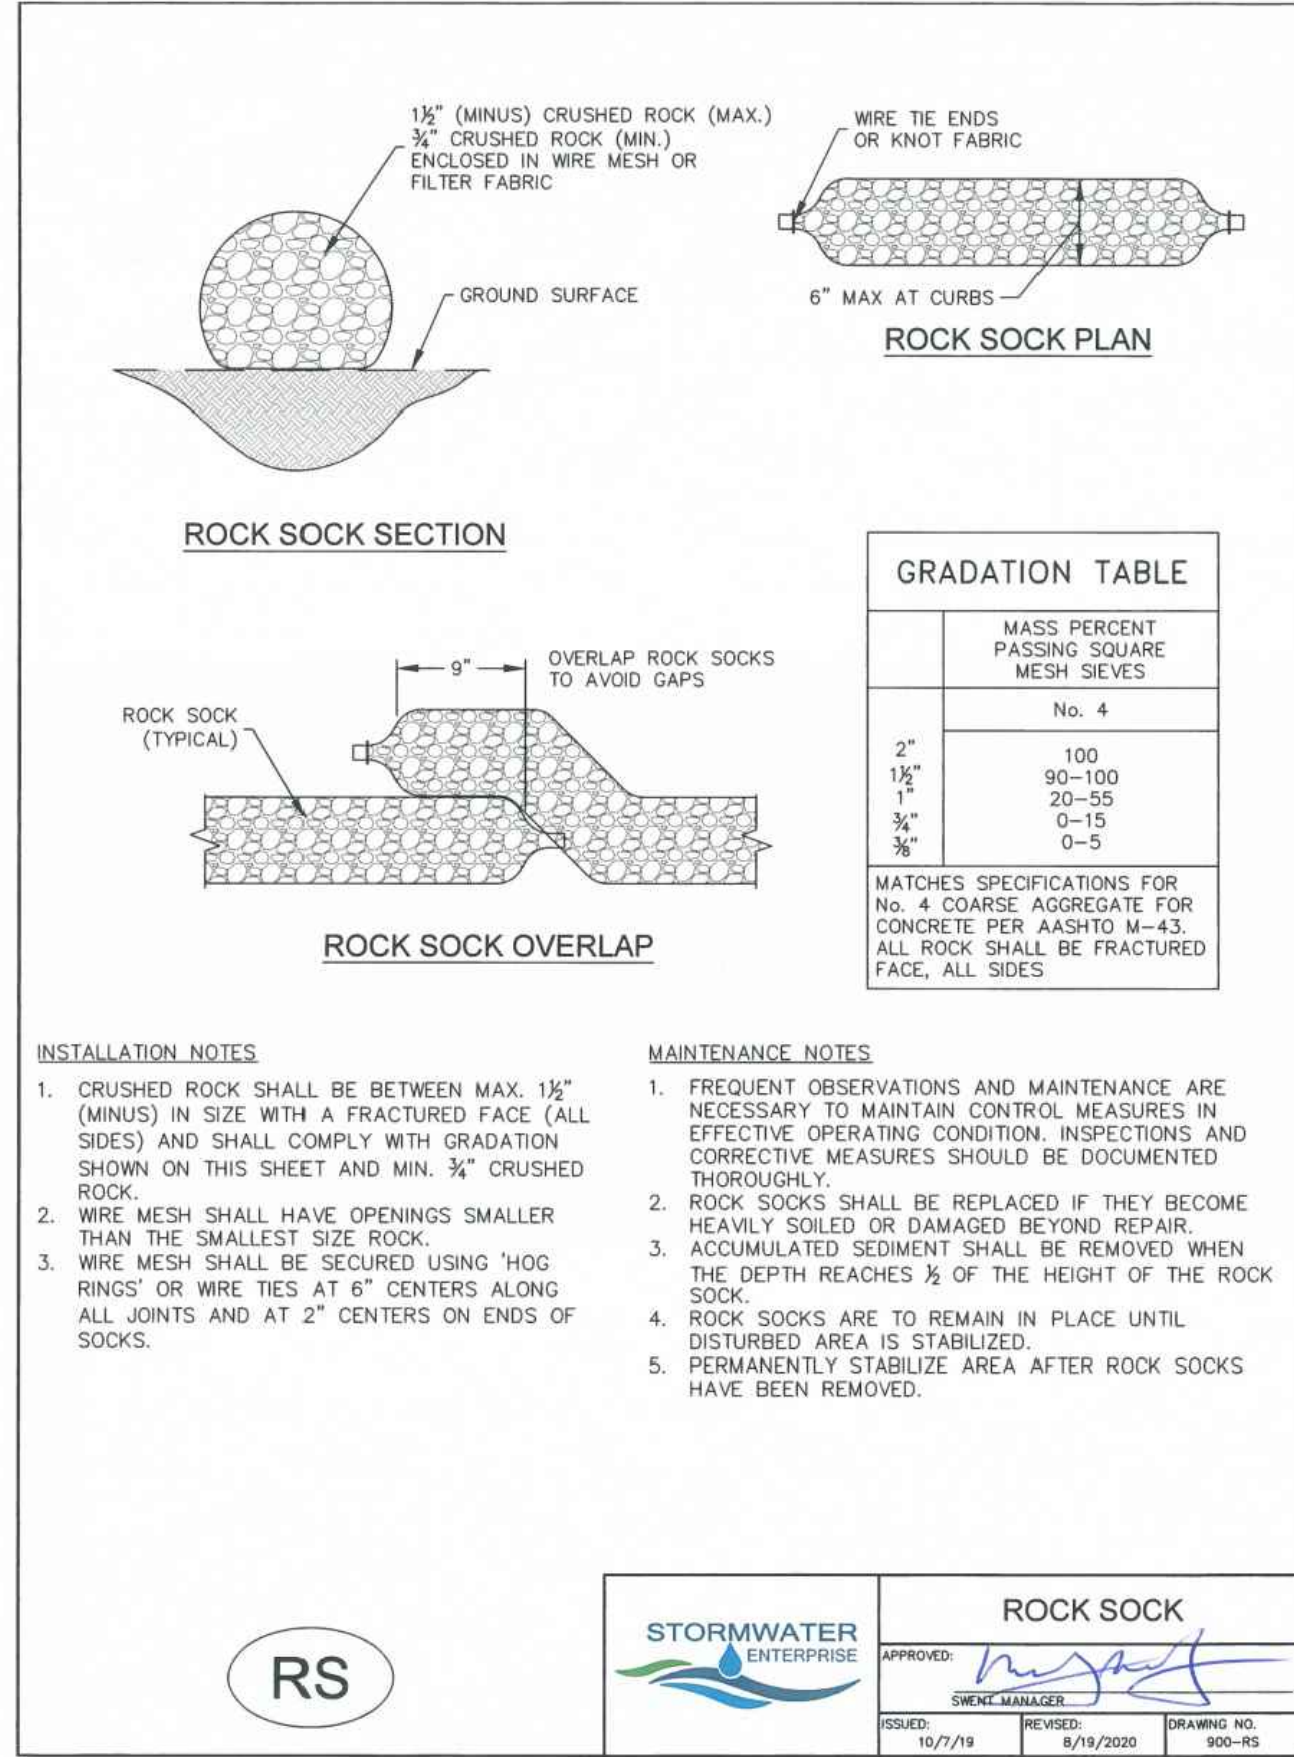 1½" (MINUS) CRUSHED ROCK (MAX.)
¾" CRUSHED ROCK (MIN.)
ENCLOSED IN WIRE MESH OR
FILTER FABRIC
GROUND SURFACE
ROCK SOCK SECTION
WIRE TIE ENDS
OR KNOT FABRIC
6" MAX AT CURBS
ROCK SOCK PLAN
9"
OVERLAP ROCK SOCKS
TO AVOID GAPS
ROCK SOCK
(TYPICAL)
ROCK SOCK OVERLAP
GRADATION TABLE
MASS PERCENT
PASSING SQUARE
MESH SIEVES
No. 4
2" 100
1½" 90-100
1" 20-55
¾" 0-15
⅜" 0-5
MATCHES SPECIFICATIONS FOR
No. 4 COARSE AGGREGATE FOR
CONCRETE PER AASHTO M-43.
ALL ROCK SHALL BE FRACTURED
FACE, ALL SIDES
INSTALLATION NOTES
1. CRUSHED ROCK SHALL BE BETWEEN MAX. 1½"
(MINUS) IN SIZE WITH A FRACTURED FACE (ALL
SIDES) AND SHALL COMPLY WITH GRADATION
SHOWN ON THIS SHEET AND MIN. ¾" CRUSHED
ROCK.
2. WIRE MESH SHALL HAVE OPENINGS SMALLER
THAN THE SMALLEST SIZE ROCK.
3. WIRE MESH SHALL BE SECURED USING 'HOG
RINGS' OR WIRE TIES AT 6" CENTERS ALONG
ALL JOINTS AND AT 2" CENTERS ON ENDS OF
SOCKS.
MAINTENANCE NOTES
1. FREQUENT OBSERVATIONS AND MAINTENANCE ARE
NECESSARY TO MAINTAIN CONTROL MEASURES IN
EFFECTIVE OPERATING CONDITION. INSPECTIONS AND
CORRECTIVE MEASURES SHOULD BE DOCUMENTED
THOROUGHLY.
2. ROCK SOCKS SHALL BE REPLACED IF THEY BECOME
HEAVILY SOILED OR DAMAGED BEYOND REPAIR.
3. ACCUMULATED SEDIMENT SHALL BE REMOVED WHEN
THE DEPTH REACHES ½ OF THE HEIGHT OF THE ROCK
SOCK.
4. ROCK SOCKS ARE TO REMAIN IN PLACE UNTIL
DISTURBED AREA IS STABILIZED.
5. PERMANENTLY STABILIZE AREA AFTER ROCK SOCKS
HAVE BEEN REMOVED.
RS
STORMWATER
ENTERPRISE
ROCK SOCK
APPROVED:
SWENT MANAGER
ISSUED:
10/7/19
REVISED:
8/19/2020
DRAWING NO.
900-RS